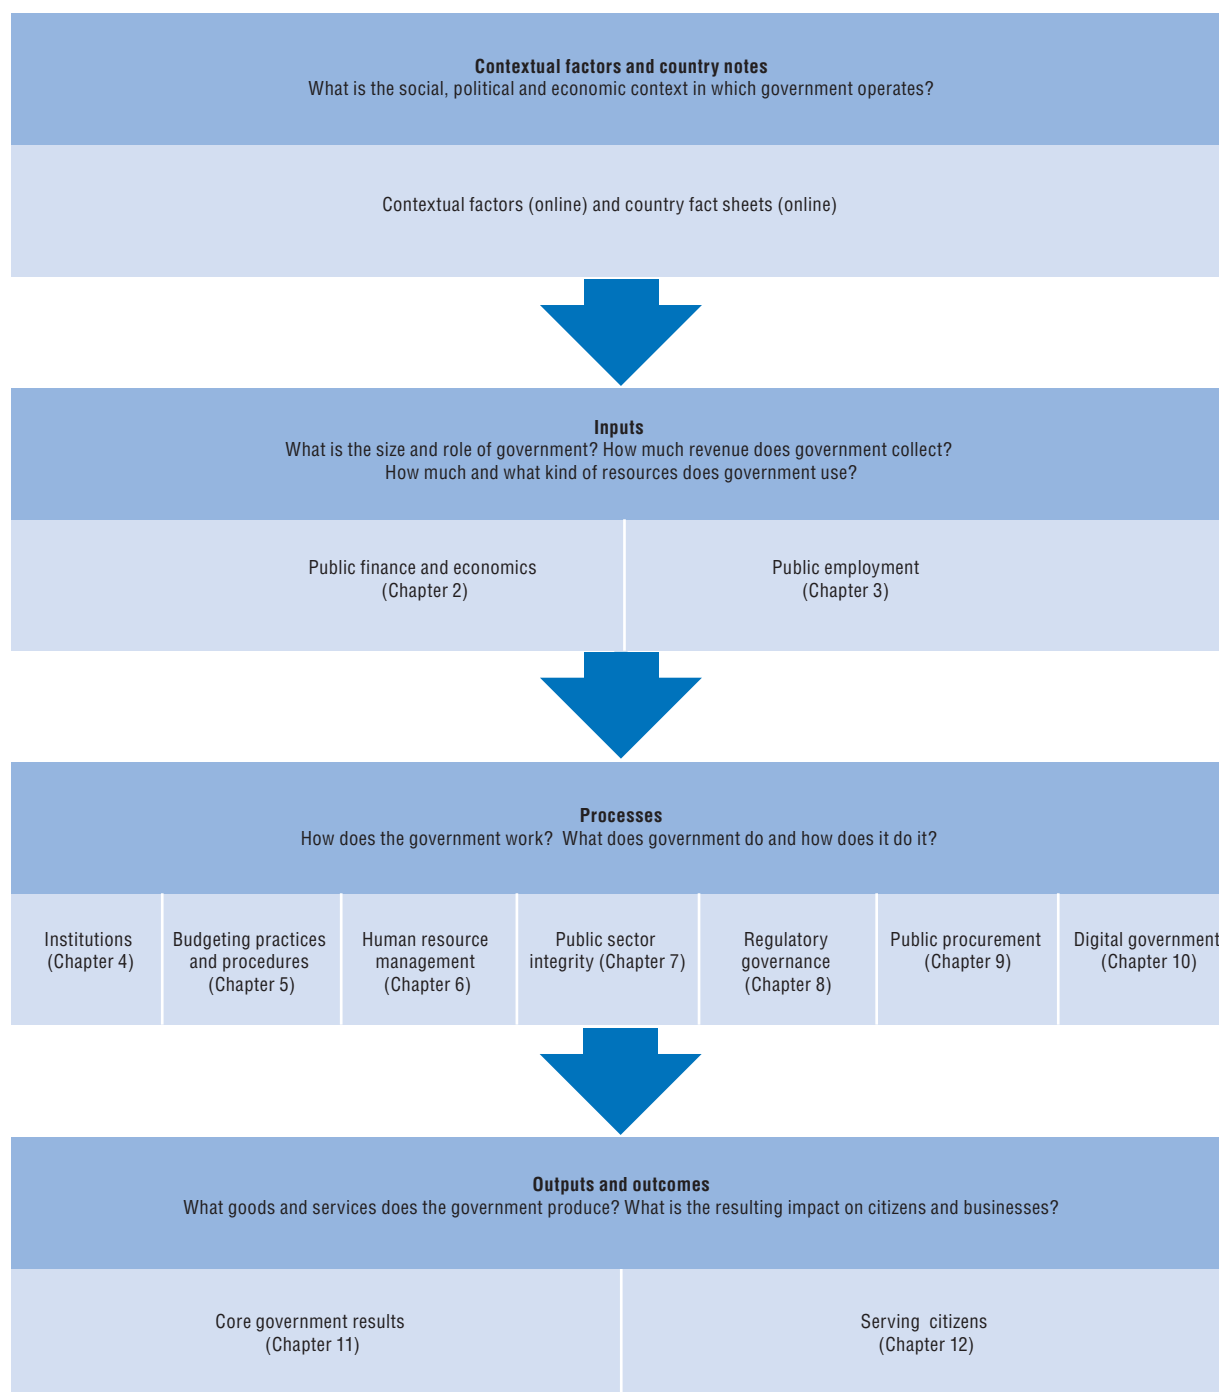 Contextual factors and country notes
What is the social, political and economic context in which government operates?
Contextual factors (online) and country fact sheets (online)
Inputs
What is the size and role of government? How much revenue does government collect?
How much and what kind of resources does government use?
Public finance and economics
(Chapter 2)
Public employment
(Chapter 3)
Processes
How does the government work?  What does government do and how does it do it?
Institutions
(Chapter 4)
Budgeting practices
and procedures
(Chapter 5)
Human resource
management
(Chapter 6)
Public sector
integrity (Chapter 7)
Regulatory
governance
(Chapter 8)
Public procurement
(Chapter 9)
Digital government
(Chapter 10)
Outputs and outcomes
What goods and services does the government produce? What is the resulting impact on citizens and businesses?
Core government results
(Chapter 11)
Serving  citizens
(Chapter 12)